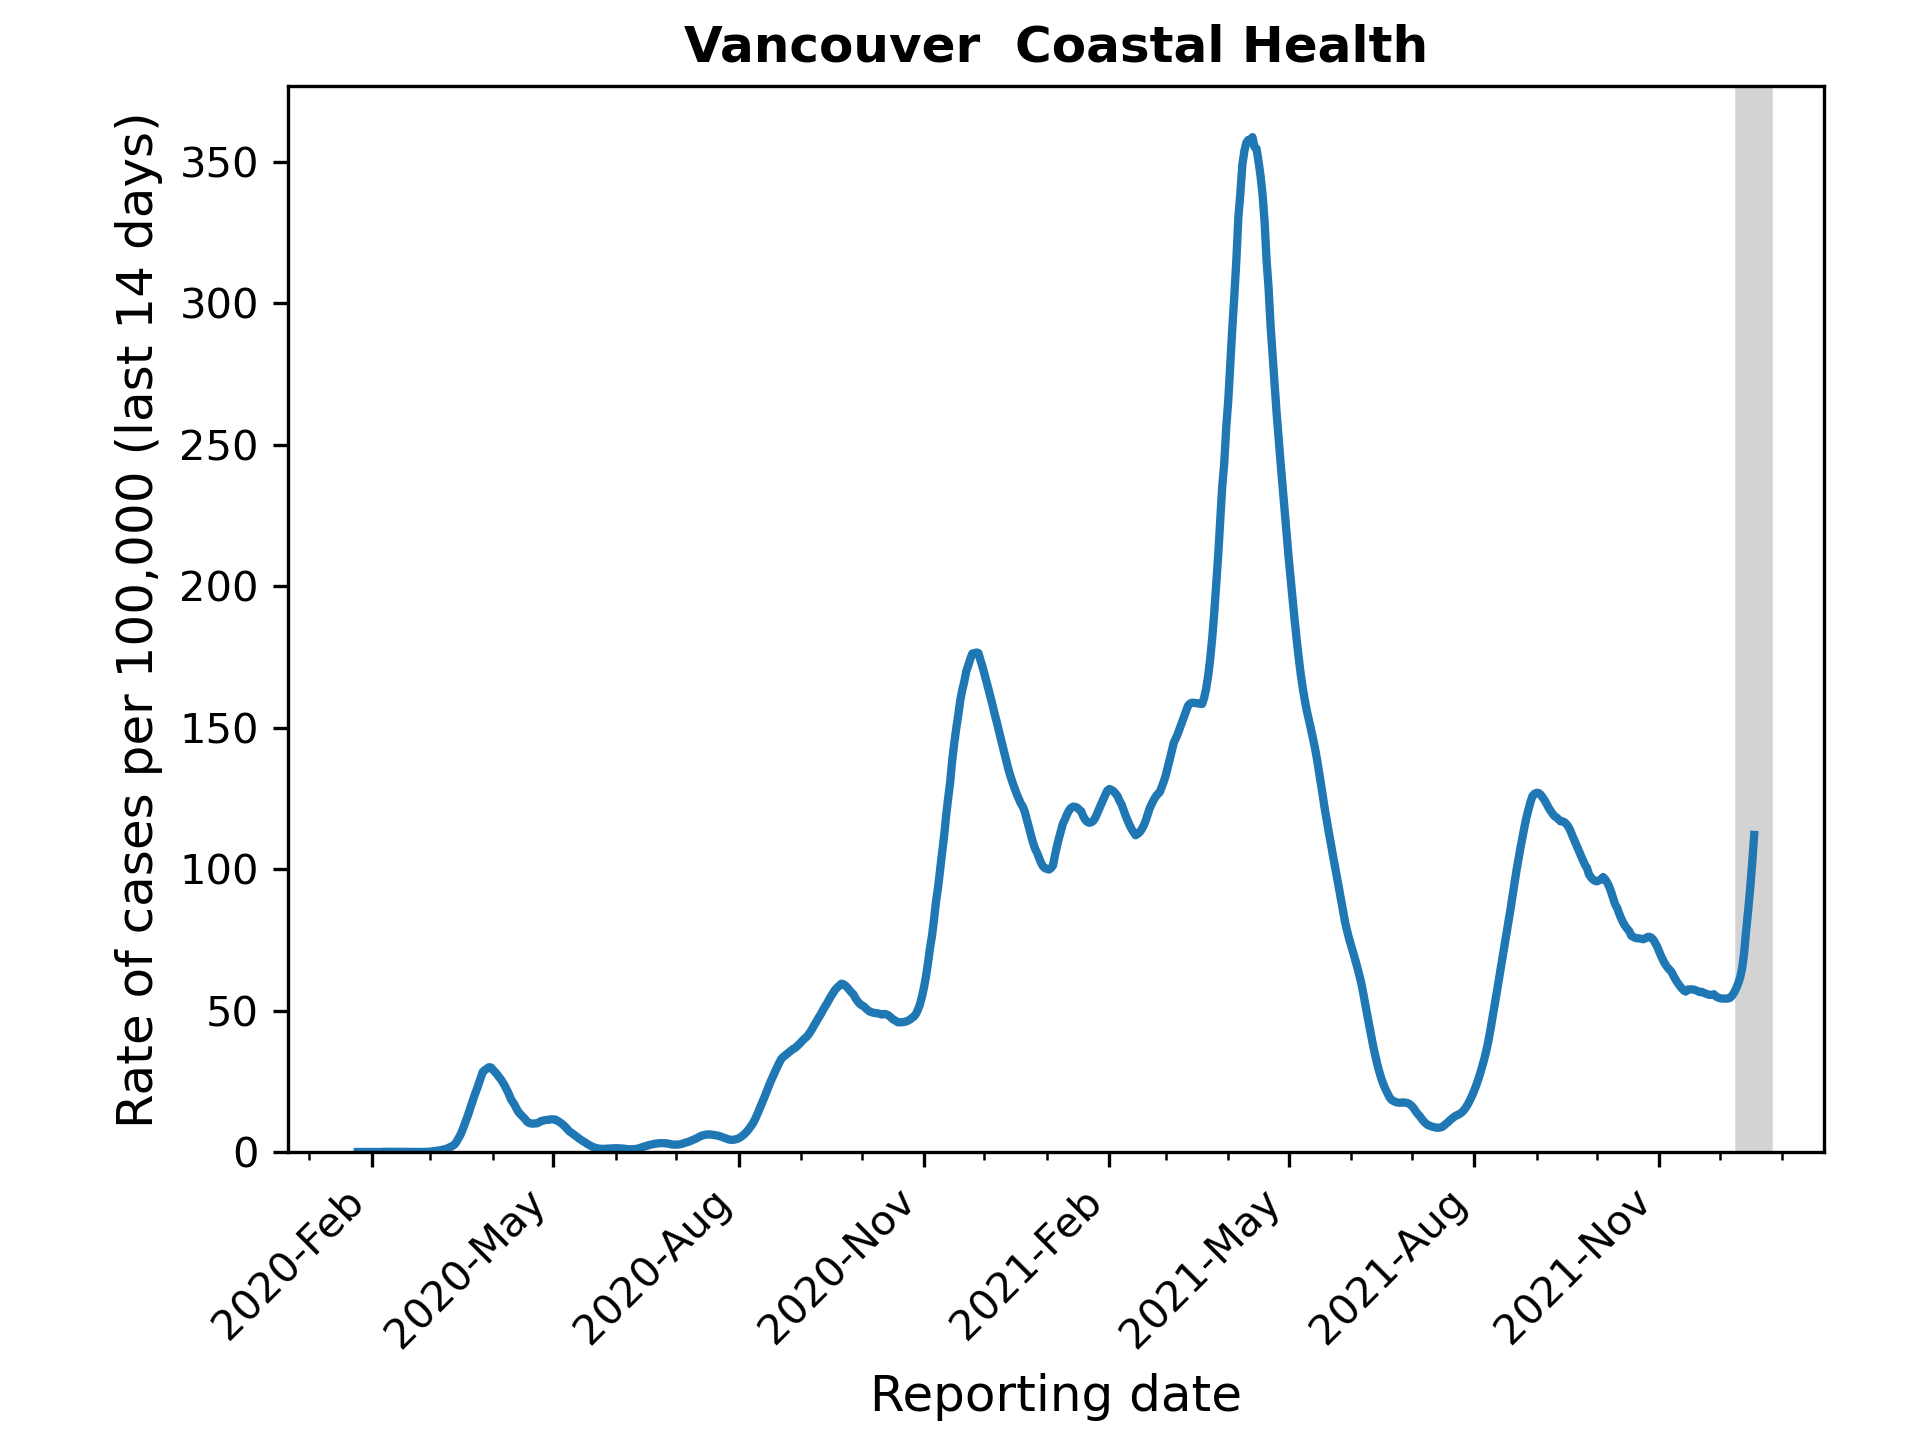 Vancouver  Coastal Health
Rate of cases per 100,000 (last 14 days)
350
300
250
200
150
100
50
0
2020-Feb
2020-May
2020-Aug
2020-Nov
2021-Feb
2021-May
2021-Aug
2021-Nov
Reporting date